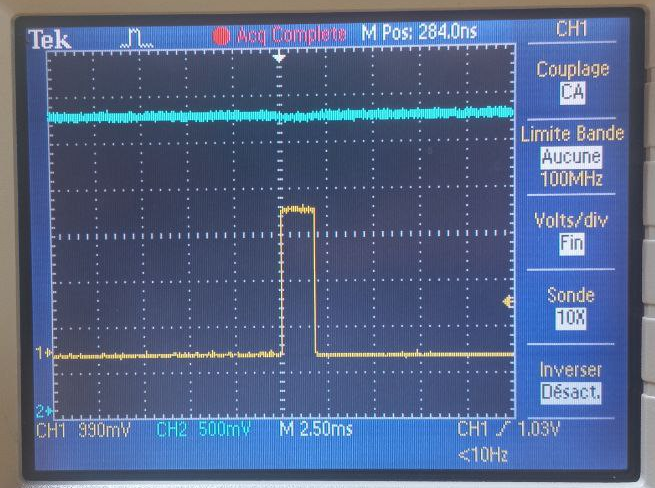 Tek
Acq Complete
M Pos: 284.0ns
CH1
Couplage
CA
Limite Bande
Aucune
100MHz
Volts/div
Fin
Sonde
10X
Inverser
Désact.
1
2
CH1 990mV
CH2 500mV
M 2.50ms
CH1 1.03V
<10Hz